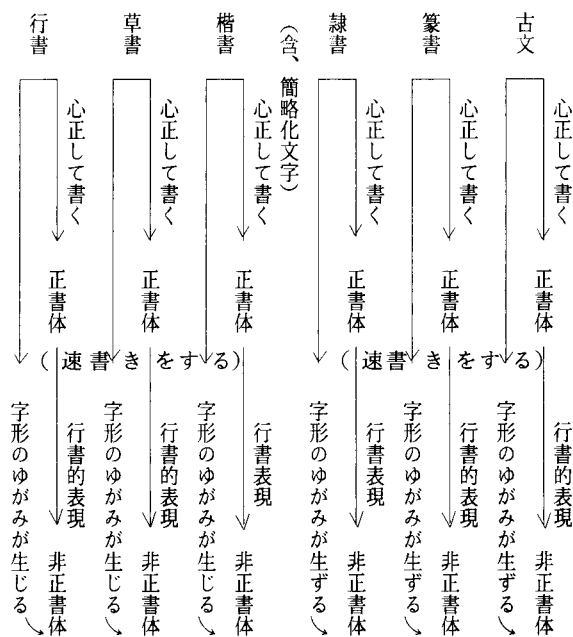 古文
心正して書く
正書体
(速書きをする)
行書的表現
非正書体
字形のゆがみが生ずる
篆書
心正して書く
正書体
行書的表現
非正書体
字形のゆがみが生ずる
隷書
(含、簡略化文字)
心正して書く
正書体
行書表現
非正書体
字形のゆがみが生ずる
楷書
心正して書く
正書体
(速書きをする)
行書表現
非正書体
字形のゆがみが生じる
草書
心正して書く
正書体
行書的表現
非正書体
字形のゆがみが生じる
行書
心正して書く
正書体
行書的表現
非正書体
字形のゆがみが生じる